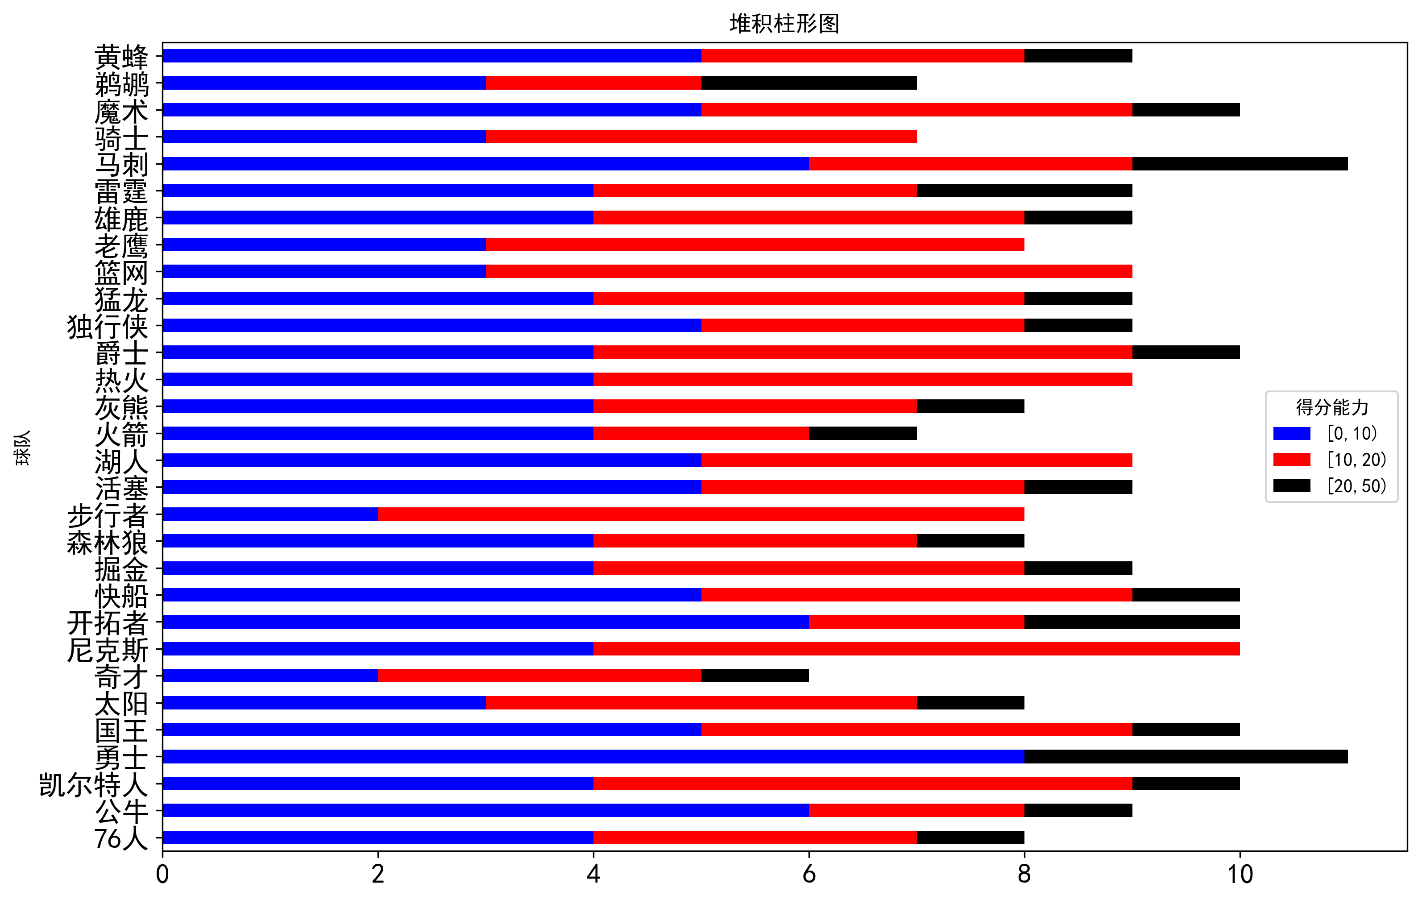 堆积柱形图
黄蜂
鹈鹕
魔术
骑士
马刺
雷霆
雄鹿
老鹰
篮网
猛龙
独行侠
爵士
热火
灰熊
火箭
湖人
活塞
步行者
森林狼
掘金
快船
开拓者
尼克斯
奇才
太阳
国王
勇士
凯尔特人
公牛
76人
球队
得分能力
[0,10)
[10,20)
[20,50)
0 2 4 6 8 10